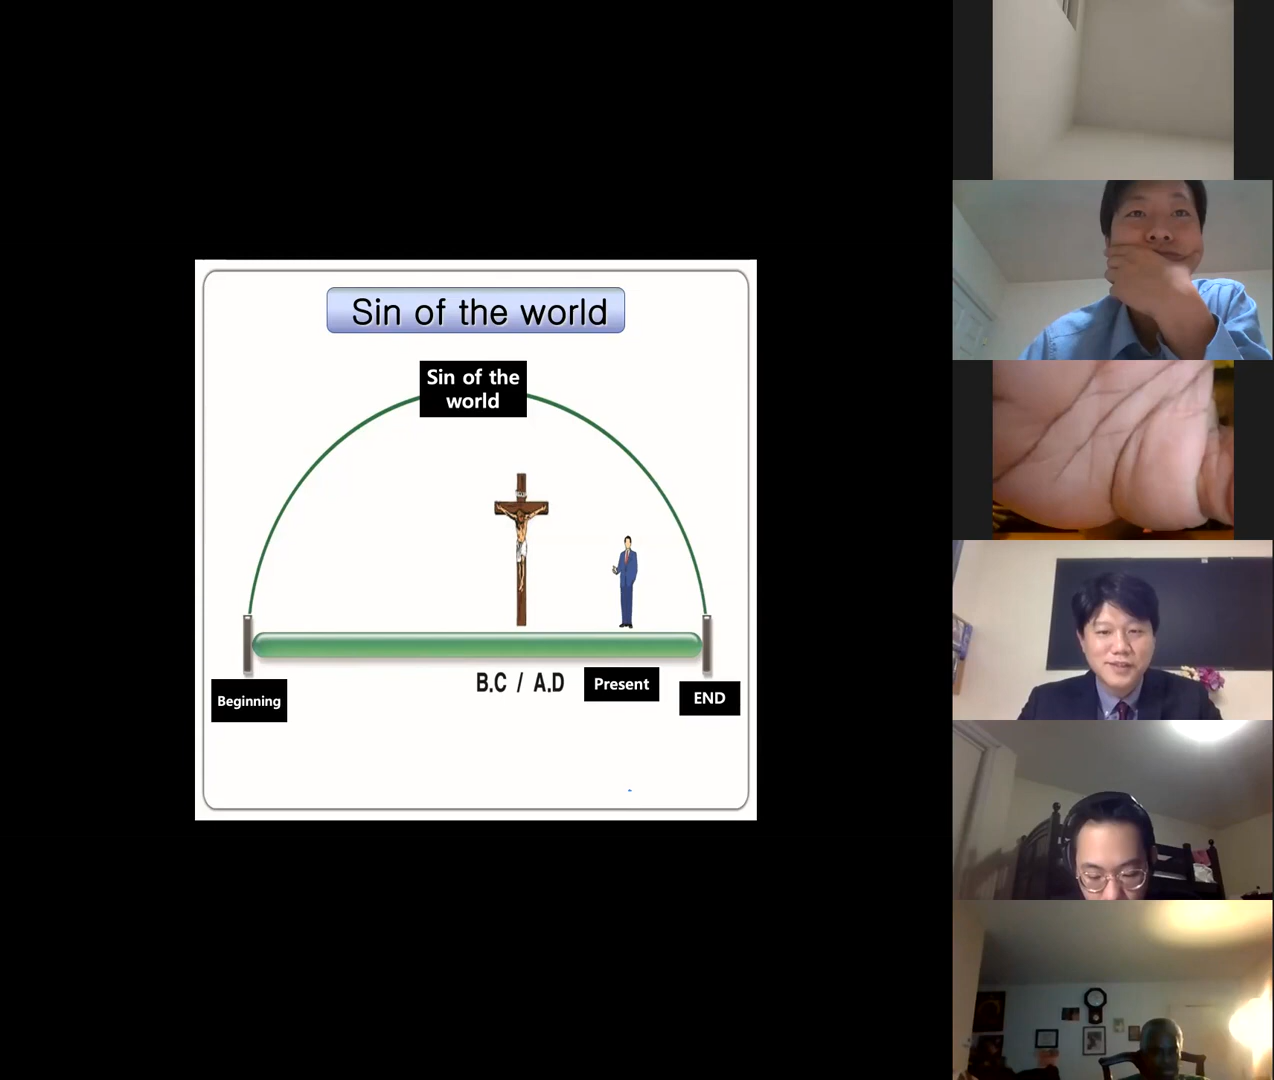 Sin of the world
Sin of the
world
B.C / A.D
Present
Beginning
END